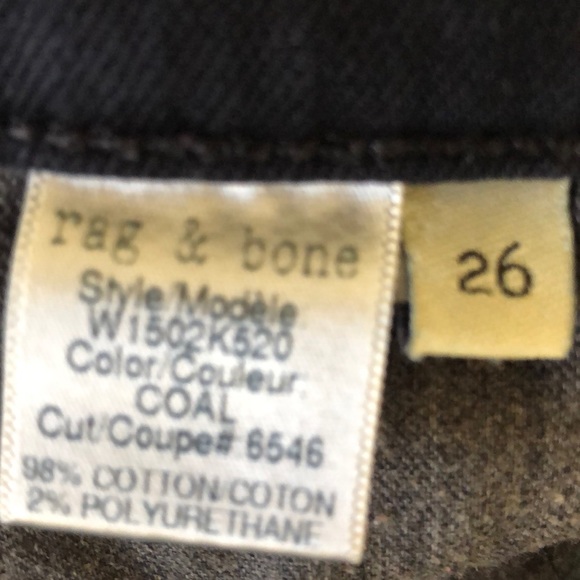 rag & bone
Style/Modèle
W1502K520
Color/Couleur:
COAL
Cut/Coupe# 6546
98% COTTON/COTON
2% POLYURETHANE
26